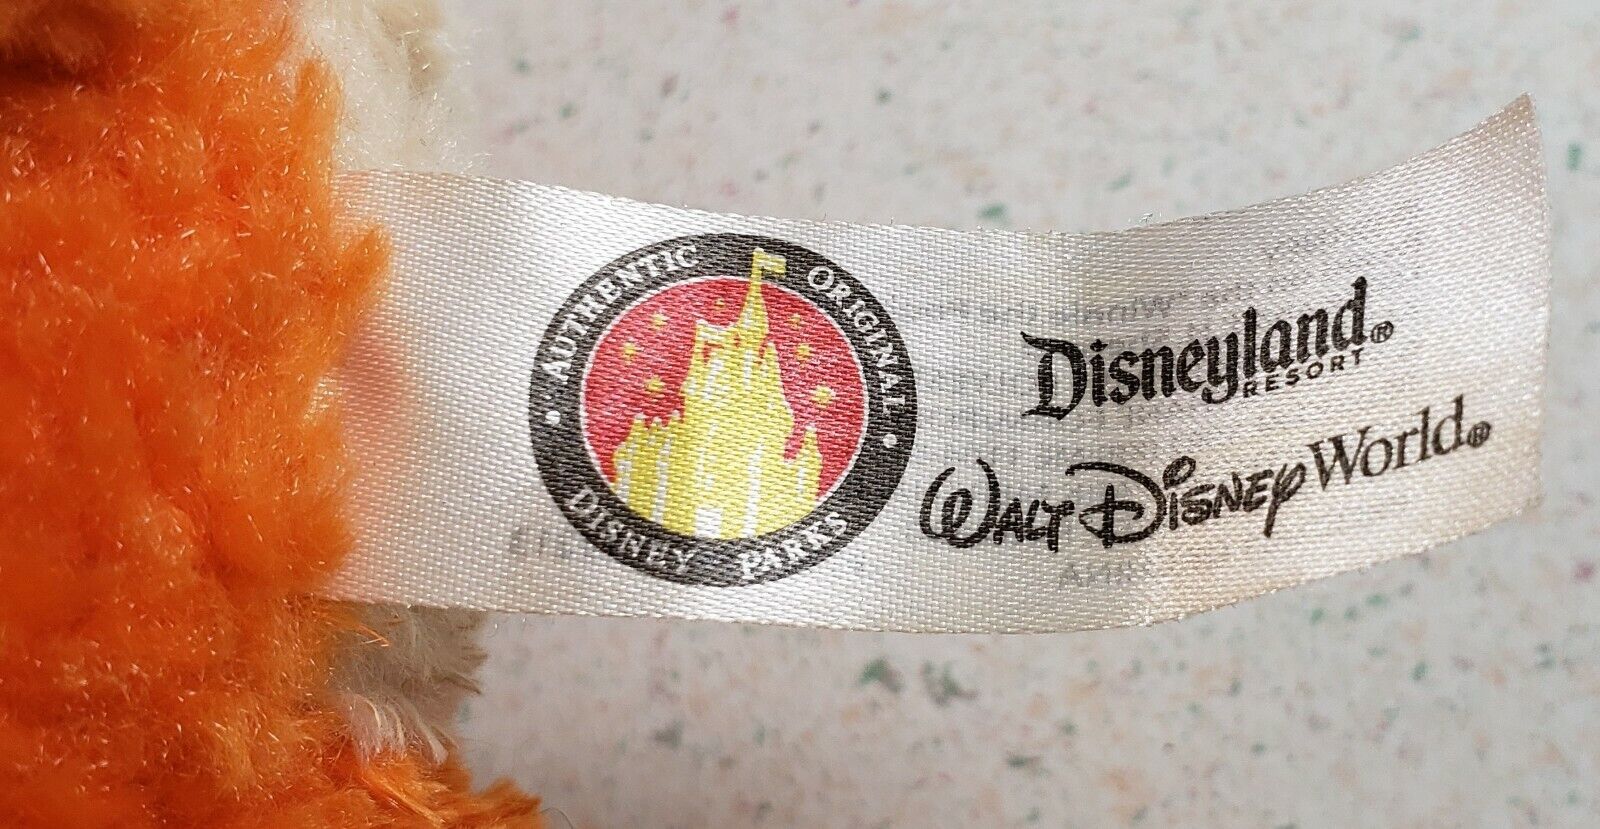 AUTHENTIC ORIGINAL
DISNEY PARKS
Disneyland®
RESORT
WALT DISNEY World®